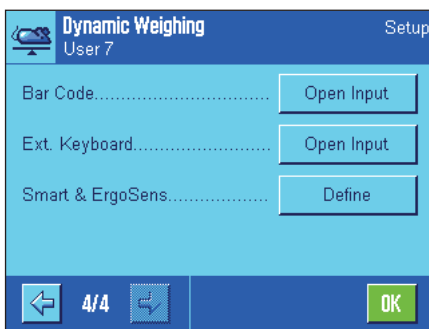 Dynamic Weighing Setup
User 7
Bar Code............................... Open Input
Ext. Keyboard........................ Open Input
Smart & ErgoSens................... Define
4/4 OK